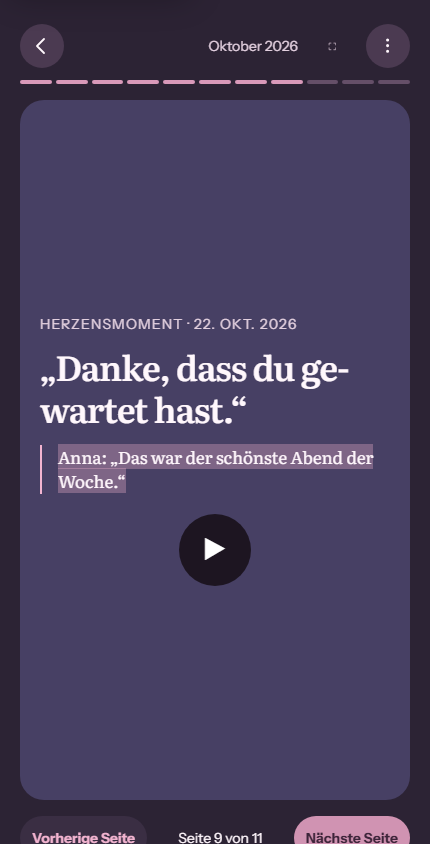 Oktober 2026
HERZENSMOMENT · 22. OKT. 2026
„Danke, dass du ge-
wartet hast.“
Anna: „Das war der schönste Abend der
Woche.“
Vorherige Seite
Seite 9 von 11
Nächste Seite